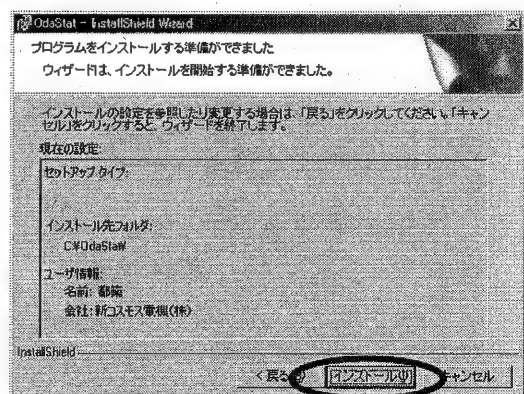 OdaStat - InstallShield Wizard
プログラムをインストールする準備ができました
ウィザードは、インストールを開始する準備ができました。
インストールの設定を参照したり変更する場合は、「戻る」をクリックしてください。「キャン
セル」をクリックすると、ウィザードを終了します。
現在の設定:
セットアップ タイプ:
インストール先フォルダ:
C:¥OdaStat¥
ユーザ情報:
名前: 都築
会社: 新コスモス電機(株)
InstallShield
< 戻る
インストール(I)
キャンセル